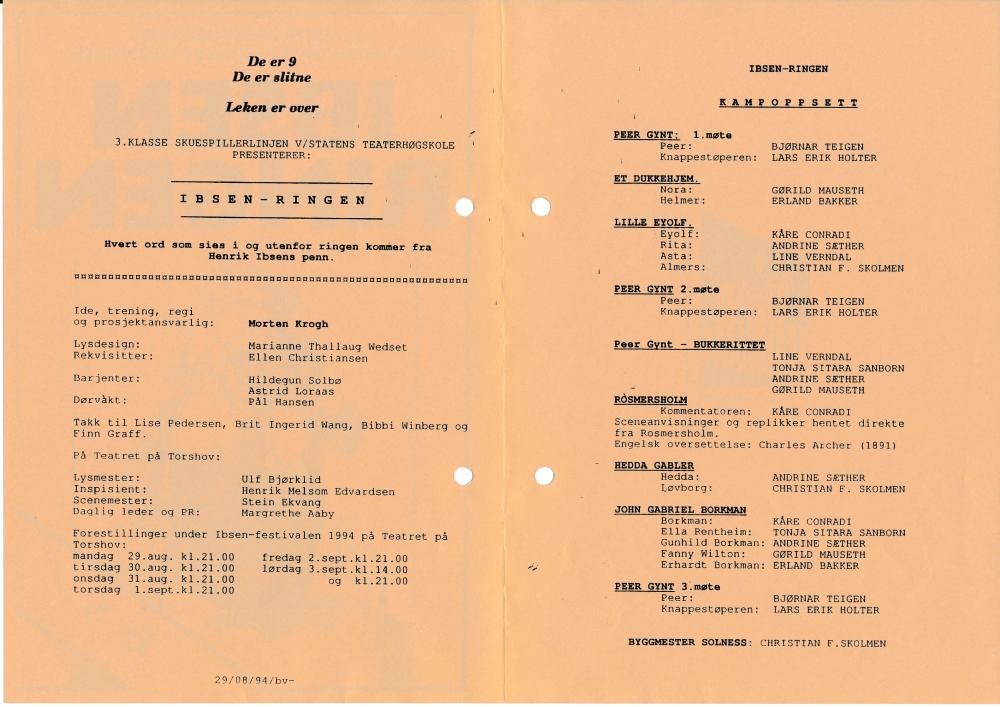 De er 9
De er slitne
Leken er over
3.KLASSE SKUESPILLERLINJEN V/STATENS TEATERHØGSKOLE
PRESENTERER:
I B S E N - R I N G E N
Hvert ord som sies i og utenfor ringen kommer fra
Henrik Ibsens penn.
¤¤¤¤¤¤¤¤¤¤¤¤¤¤¤¤¤¤¤¤¤¤¤¤¤¤¤¤¤¤¤¤¤¤¤¤¤¤¤¤¤¤¤¤¤¤¤¤¤¤¤¤¤
Ide, trening, regi
og prosjektansvarlig: Morten Krogh
Lysdesign: Marianne Thallaug Wedset
Rekvisitter: Ellen Christiansen
Barjenter: Hildegun Solbø
Astrid Loraas
Dørvakt: Pål Hansen
Takk til Lise Pedersen, Brit Ingerid Wang, Bibbi Winberg og
Finn Graff.
På Teatret på Torshov:
Lysmester: Ulf Bjørklid
Inspisient: Henrik Melsom Edvardsen
Scenemester: Stein Ekvang
Daglig leder og PR: Margrethe Aaby
Forestillinger under Ibsen-festivalen 1994 på Teatret på
Torshov:
mandag 29.aug. kl.21.00 fredag 2.sept.kl.21.00
tirsdag 30.aug. kl.21.00 lørdag 3.sept.kl.14.00
onsdag 31.aug. kl.21.00 og kl.21.00
torsdag 1.sept.kl.21.00
29/08/94/bv-
IBSEN-RINGEN
K A M P O P P S E T T
PEER GYNT: 1.møte
Peer: BJØRNAR TEIGEN
Knappestøperen: LARS ERIK HOLTER
ET DUKKEHJEM.
Nora: GØRILD MAUSETH
Helmer: ERLAND BAKKER
LILLE EYOLF.
Eyolf: KÅRE CONRADI
Rita: ANDRINE SÆTHER
Asta: LINE VERNDAL
Almers: CHRISTIAN F. SKOLMEN
PEER GYNT 2.møte
Peer: BJØRNAR TEIGEN
Knappestøperen: LARS ERIK HOLTER
Peer Gynt - BUKKERITTET
LINE VERNDAL
TONJA SITARA SANBORN
ANDRINE SÆTHER
GØRILD MAUSETH
ROSMERSHOLM
Kommentatoren: KÅRE CONRADI
Sceneanvisninger og replikker hentet direkte
fra Rosmersholm.
Engelsk oversettelse: Charles Archer (1891)
HEDDA GABLER
Hedda: ANDRINE SÆTHER
Løvborg: CHRISTIAN F. SKOLMEN
JOHN GABRIEL BORKMAN
Borkman: KÅRE CONRADI
Ella Rentheim: TONJA SITARA SANBORN
Gunhild Borkman: ANDRINE SÆTHER
Fanny Wilton: GØRILD MAUSETH
Erhardt Borkman: ERLAND BAKKER
PEER GYNT 3.møte
Peer: BJØRNAR TEIGEN
Knappestøperen: LARS ERIK HOLTER
BYGGMESTER SOLNESS: CHRISTIAN F.SKOLMEN